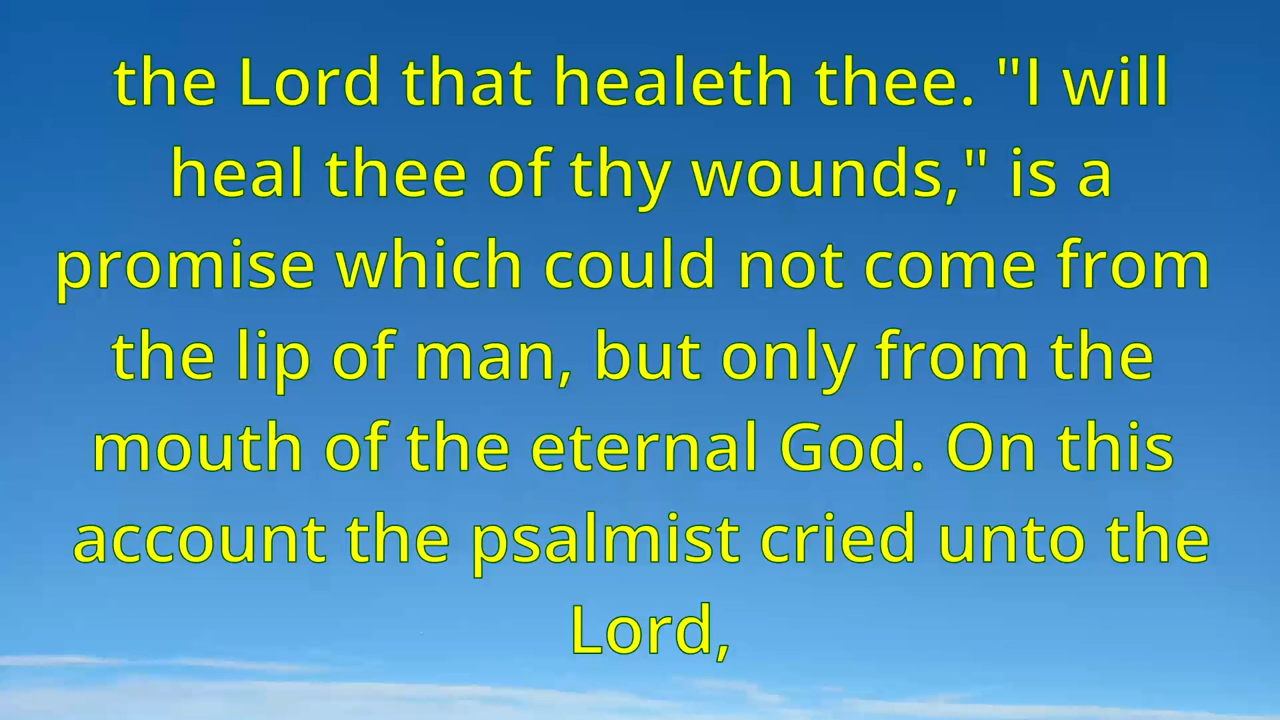 the Lord that healeth thee. "I will
heal thee of thy wounds," is a
promise which could not come from
the lip of man, but only from the
mouth of the eternal God. On this
account the psalmist cried unto the
Lord,